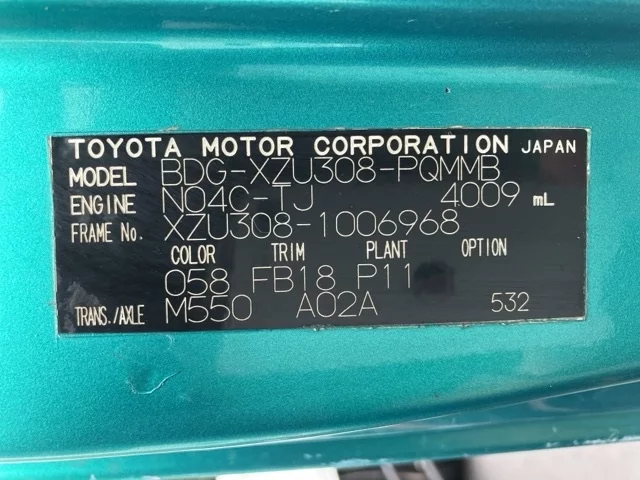 TOYOTA MOTOR CORPORATION JAPAN
MODEL BDG-XZU308-PQMMB
ENGINE N04C-TJ 4009 mL
FRAME No. XZU308-1006968
COLOR TRIM PLANT OPTION
058 FB18 P11
TRANS./AXLE M550 A02A 532